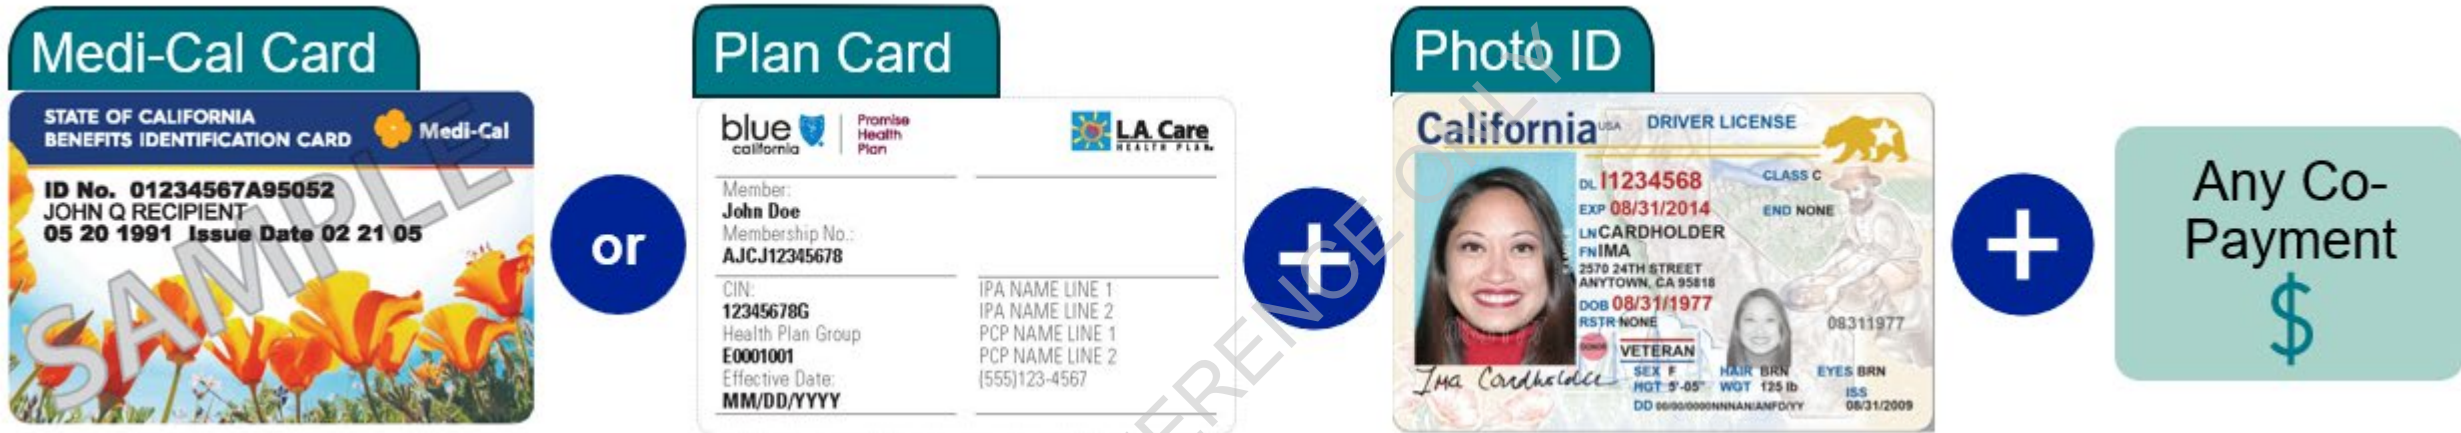 Medi-Cal Card
STATE OF CALIFORNIA
BENEFITS IDENTIFICATION CARD
Medi-Cal
ID No. 01234567A95052
JOHN Q RECIPIENT
05 20 1991 Issue Date 02 21 05
SAMPLE
or
Plan Card
blue
california
Promise
Health
Plan
L.A. Care
HEALTH PLAN
Member:
John Doe
Membership No.:
AJCJ12345678
CIN:
12345678G
Health Plan Group
E0001001
Effective Date:
MM/DD/YYYY
IPA NAME LINE 1
IPA NAME LINE 2
PCP NAME LINE 1
PCP NAME LINE 2
(555)123-4567
+
Photo ID
California USA DRIVER LICENSE
DL I1234568 CLASS C
EXP 08/31/2014 END NONE
LN CARDHOLDER
FN IMA
2570 24TH STREET
ANYTOWN, CA 95818
DOB 08/31/1977
RSTR NONE 08311977
DONOR
VETERAN
SEX F HAIR BRN EYES BRN
HGT 5'-05" WGT 125 lb ISS
08/31/2009
Ima Cardholder
+
Any Co-
Payment
$
ERENCE ONLY